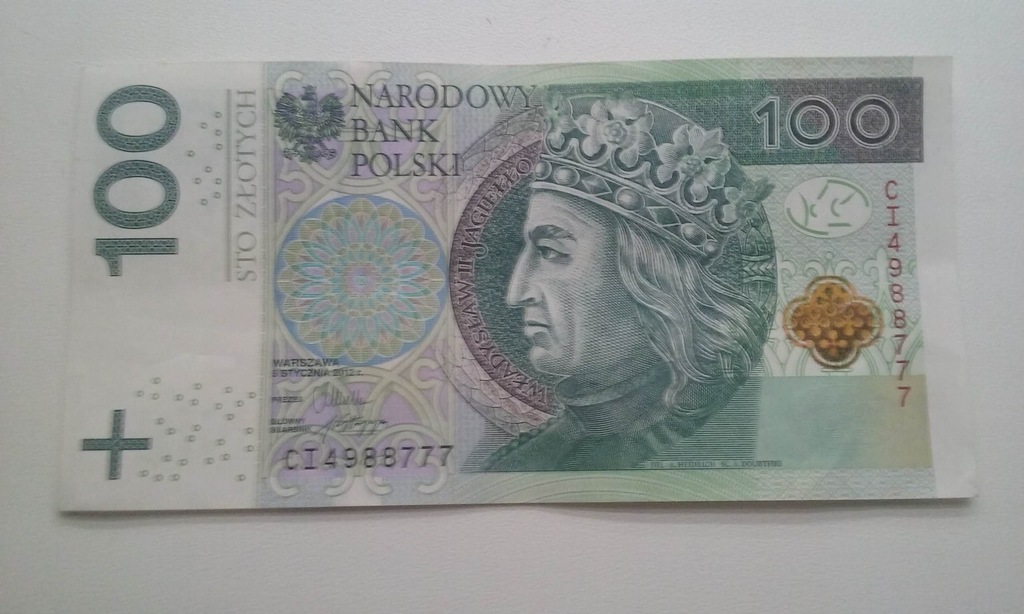 100
STO ZŁOTYCH
NARODOWY
BANK
POLSKI
100
WŁADYSŁAW II JAGIEŁŁO
CI4988777
WARSZAWA
5 STYCZNIA 2012 r.
PREZES
GŁÓWNY
SKARBNIK
CI4988777